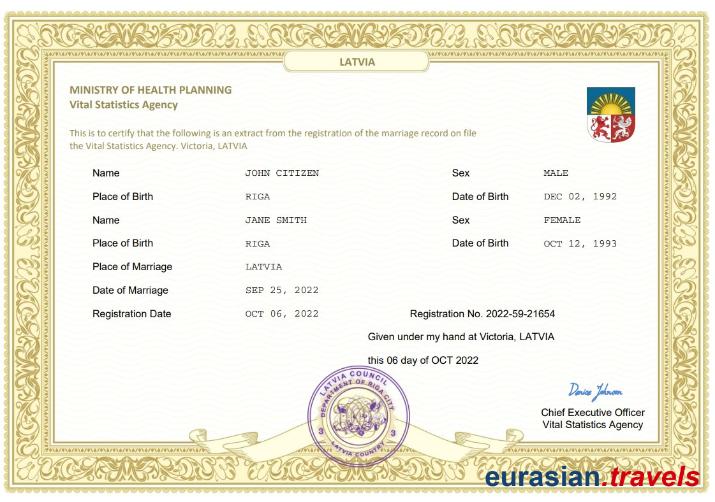 LATVIA
MINISTRY OF HEALTH PLANNING
Vital Statistics Agency
This is to certify that the following is an extract from the registration of the marriage record on file
the Vital Statistics Agency. Victoria, LATVIA
Name JOHN CITIZEN Sex MALE
Place of Birth RIGA Date of Birth DEC 02, 1992
Name JANE SMITH Sex FEMALE
Place of Birth RIGA Date of Birth OCT 12, 1993
Place of Marriage LATVIA
Date of Marriage SEP 25, 2022
Registration Date OCT 06, 2022 Registration No. 2022-59-21654
Given under my hand at Victoria, LATVIA
this 06 day of OCT 2022
LATVIA COUNCIL
DEPARTMENT OF RIGA CITY
3 3
LATVIA COUNTRY
Denise Johnson
Chief Executive Officer
Vital Statistics Agency
eurasian.travels